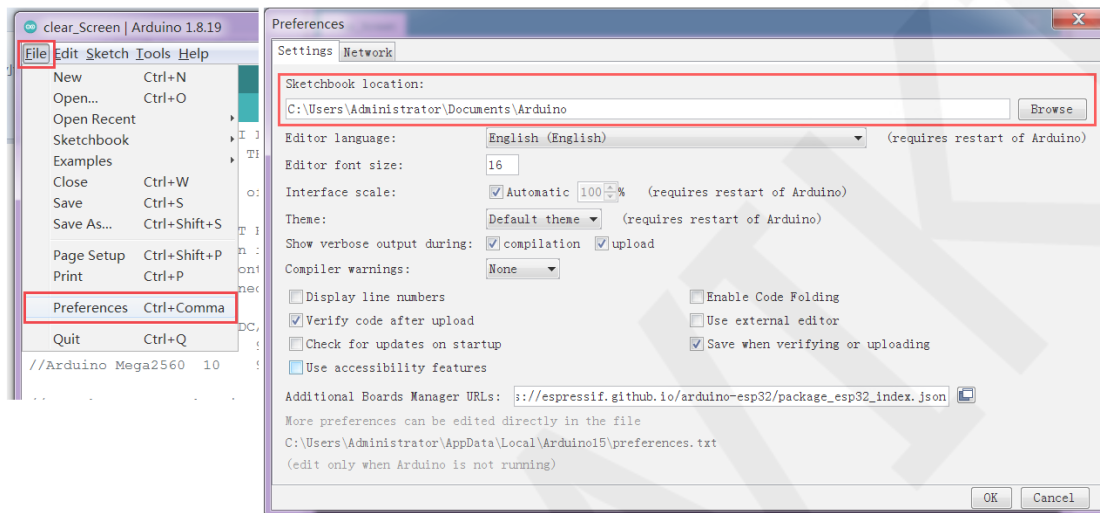 clear_Screen | Arduino 1.8.19
File Edit Sketch Tools Help
New Ctrl+N
Open... Ctrl+O
Open Recent
Sketchbook
Examples
Close Ctrl+W
Save Ctrl+S
Save As... Ctrl+Shift+S
Page Setup Ctrl+Shift+P
Print Ctrl+P
Preferences Ctrl+Comma
Quit Ctrl+Q
//Arduino Mega2560 10
Preferences
Settings Network
Sketchbook location:
C:\Users\Administrator\Documents\Arduino Browse
Editor language: English (English) (requires restart of Arduino)
Editor font size: 16
Interface scale: Automatic 100 % (requires restart of Arduino)
Theme: Default theme (requires restart of Arduino)
Show verbose output during: compilation upload
Compiler warnings: None
Display line numbers Enable Code Folding
Verify code after upload Use external editor
Check for updates on startup Save when verifying or uploading
Use accessibility features
Additional Boards Manager URLs: s://espressif.github.io/arduino-esp32/package_esp32_index.json
More preferences can be edited directly in the file
C:\Users\Administrator\AppData\Local\Arduino15\preferences.txt
(edit only when Arduino is not running)
OK Cancel